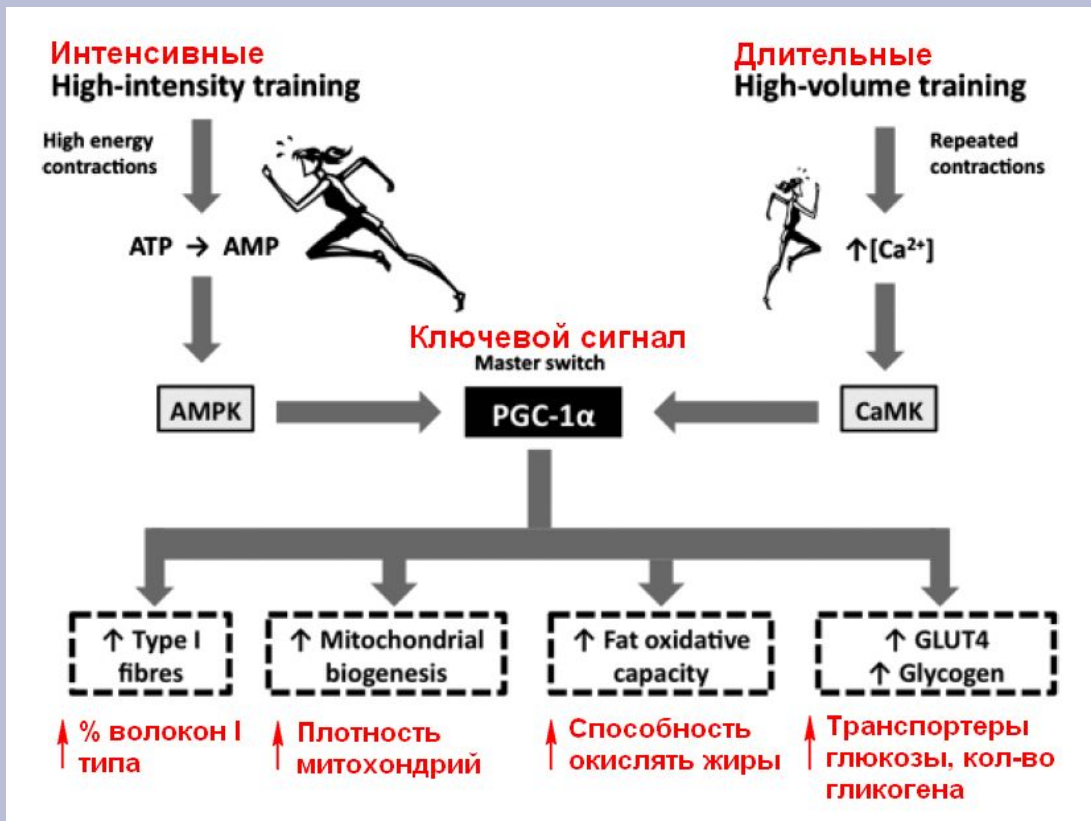 Интенсивные
High-intensity training
Длительные
High-volume training
High energy
contractions
Repeated
contractions
ATP → AMP
↑[Ca²⁺]
Ключевой сигнал
Master switch
AMPK
PGC-1α
CaMK
↑ Type I
fibres
↑ Mitochondrial
biogenesis
↑ Fat oxidative
capacity
↑ GLUT4
↑ Glycogen
↑ % волокон I
типа
↑ Плотность
митохондрий
↑ Способность
окислять жиры
↑ Транспортеры
глюкозы, кол-во
гликогена